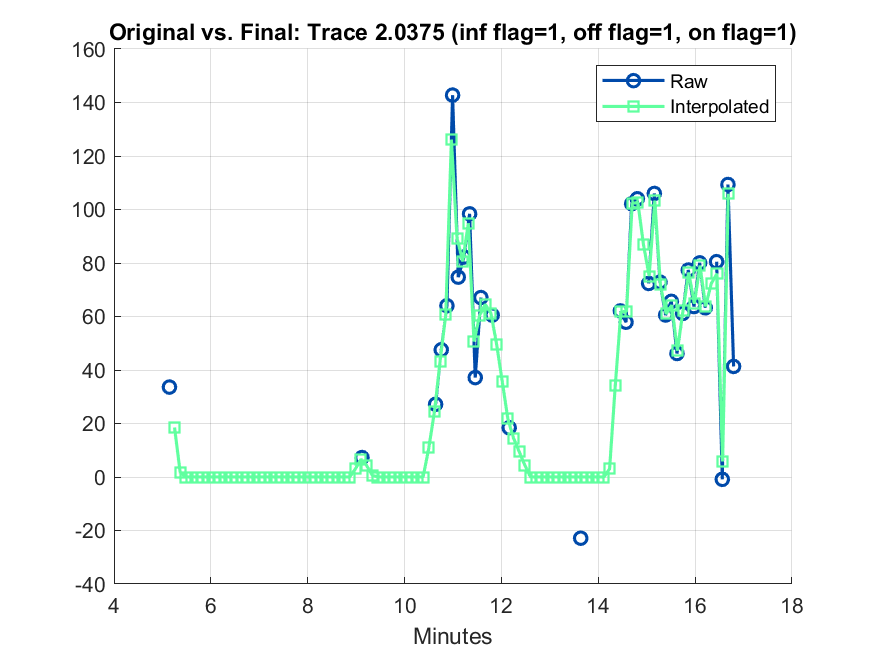 Original vs. Final: Trace 2.0375 (inf flag=1, off flag=1, on flag=1)
160
140
120
100
80
60
40
20
0
-20
-40
Raw
Interpolated
4 6 8 10 12 14 16 18
Minutes